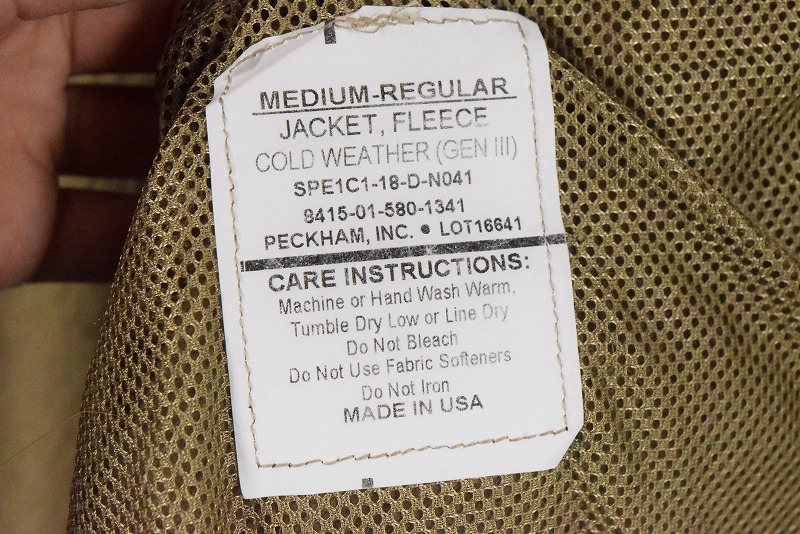 MEDIUM-REGULAR
JACKET, FLEECE
COLD WEATHER (GEN III)
SPE1C1-18-D-N041
8415-01-580-1341
PECKHAM, INC. • LOT16641
CARE INSTRUCTIONS:
Machine or Hand Wash Warm,
Tumble Dry Low or Line Dry
Do Not Bleach
Do Not Use Fabric Softeners
Do Not Iron
MADE IN USA